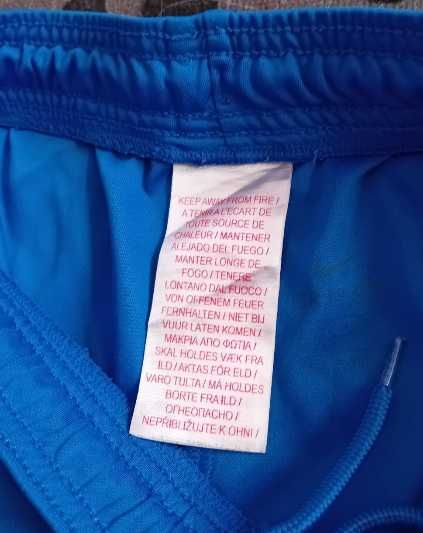 KEEP AWAY FROM FIRE /
A TENIR A L'ECART DE
TOUTE SOURCE DE
CHALEUR / MANTENER
ALEJADO DEL FUEGO /
MANTER LONGE DE
FOGO / TENERE
LONTANO DAL FUOCO /
VON OFFENEM FEUER
FERNHALTEN / NIET BIJ
VUUR LATEN KOMEN /
ΜΑΚΡΙΑ ΑΠΟ ΦΩΤΙΑ /
SKAL HOLDES VÆK FRA
ILD / AKTAS FÖR ELD /
VARO TULTA / MÅ HOLDES
BORTE FRA ILD /
ОГНЕОПАСНО /
NEPŘIBLIŽUJTE K OHNI /